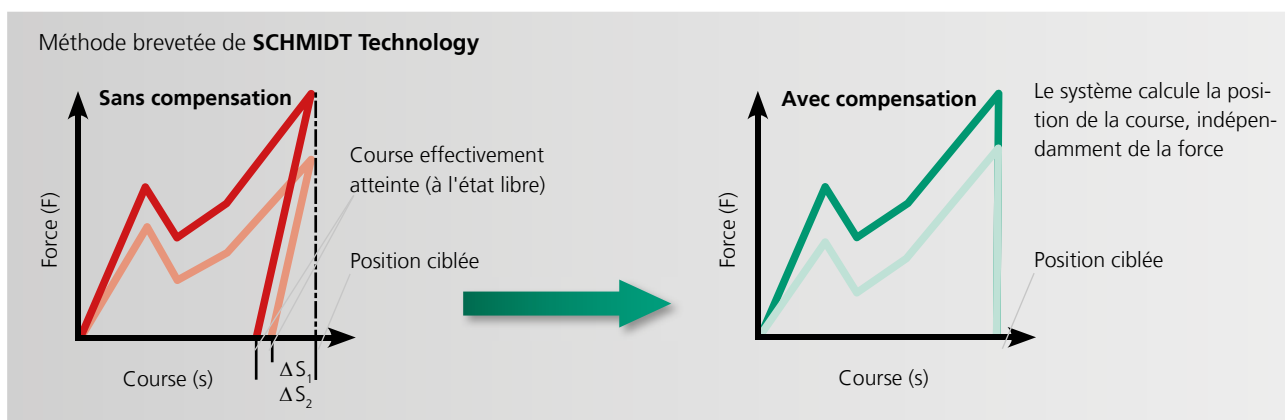 Méthode brevetée de SCHMIDT Technology
Sans compensation
Force (F)
Course effectivement
atteinte (à l'état libre)
Position ciblée
Course (s)
ΔS₁
ΔS₂
Avec compensation
Force (F)
Le système calcule la posi-
tion de la course, indépen-
damment de la force
Position ciblée
Course (s)